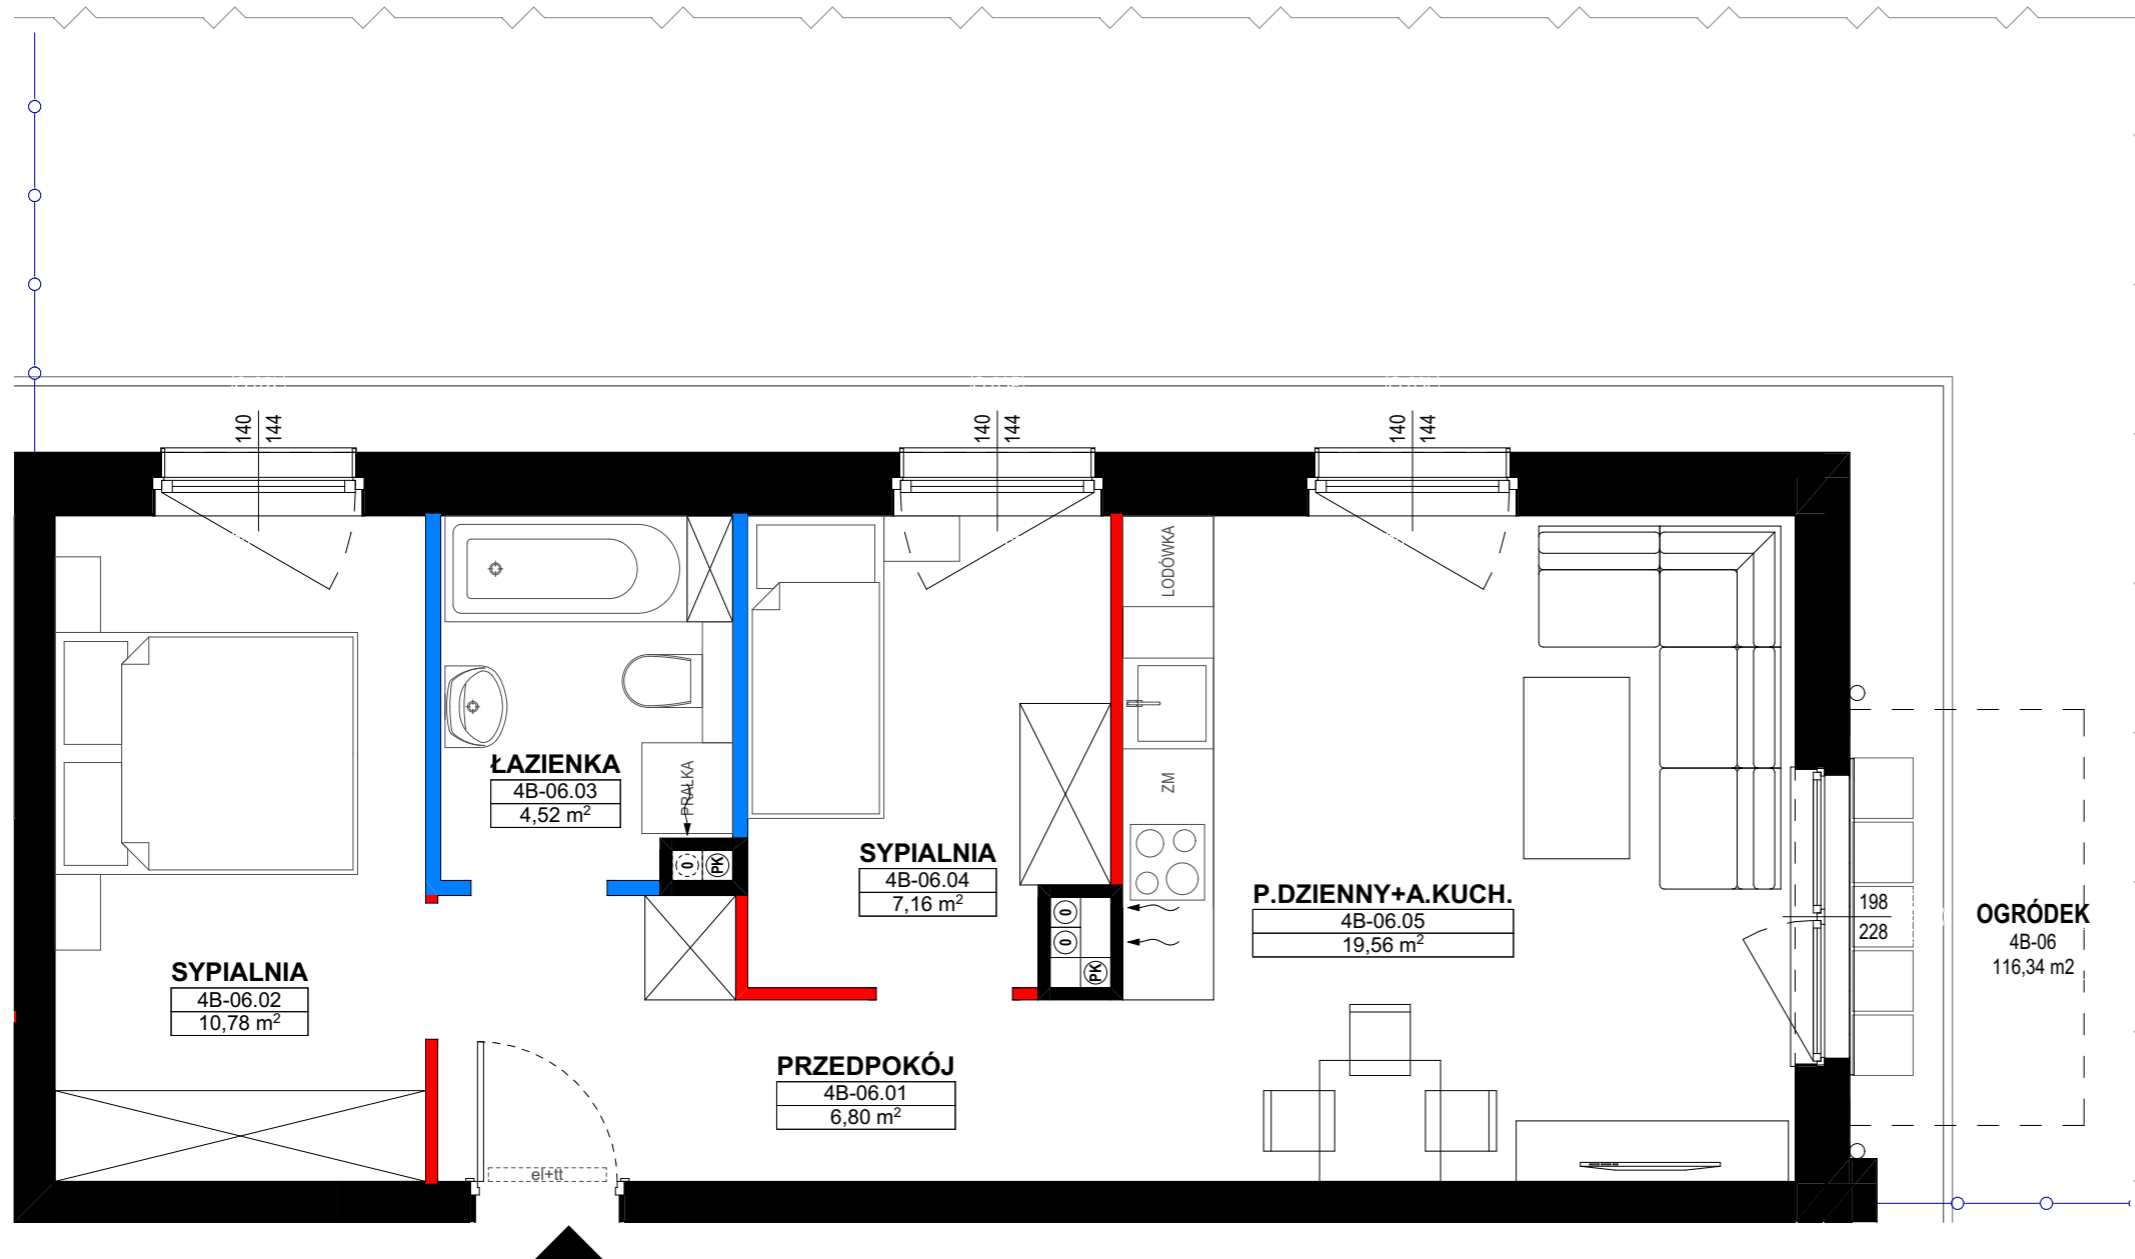 140
144
140
144
140
144
LODÓWKA
ZM
PRALKA
ŁAZIENKA
4B-06.03
4,52 m²
0
PK
SYPIALNIA
4B-06.04
7,16 m²
0
0
PK
P.DZIENNY+A.KUCH.
4B-06.05
19,56 m²
198
228
OGRÓDEK
4B-06
116,34 m2
SYPIALNIA
4B-06.02
10,78 m²
PRZEDPOKÓJ
4B-06.01
6,80 m²
el+tt